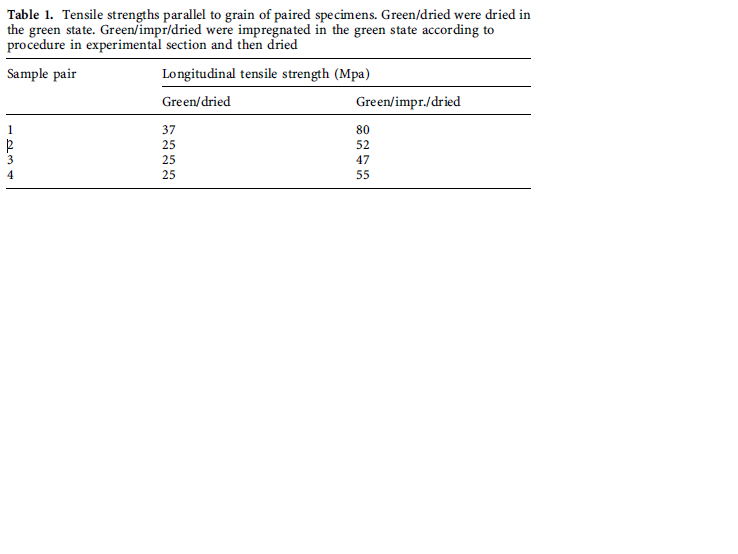 Table 1. Tensile strengths parallel to grain of paired specimens. Green/dried were dried in
the green state. Green/impr/dried were impregnated in the green state according to
procedure in experimental section and then dried
Sample pair Longitudinal tensile strength (Mpa)
Green/dried Green/impr./dried
1 37 80
2 25 52
3 25 47
4 25 55